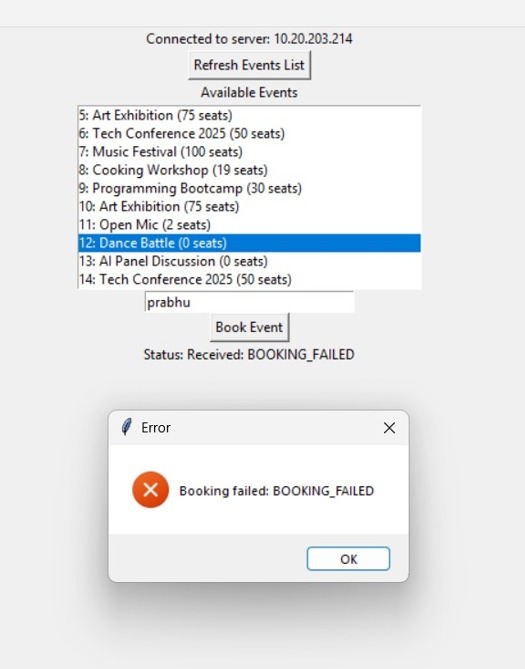 Connected to server: 10.20.203.214
Refresh Events List
Available Events
5: Art Exhibition (75 seats)
6: Tech Conference 2025 (50 seats)
7: Music Festival (100 seats)
8: Cooking Workshop (19 seats)
9: Programming Bootcamp (30 seats)
10: Art Exhibition (75 seats)
11: Open Mic (2 seats)
12: Dance Battle (0 seats)
13: AI Panel Discussion (0 seats)
14: Tech Conference 2025 (50 seats)
prabhu
Book Event
Status: Received: BOOKING_FAILED
Error
Booking failed: BOOKING_FAILED
OK